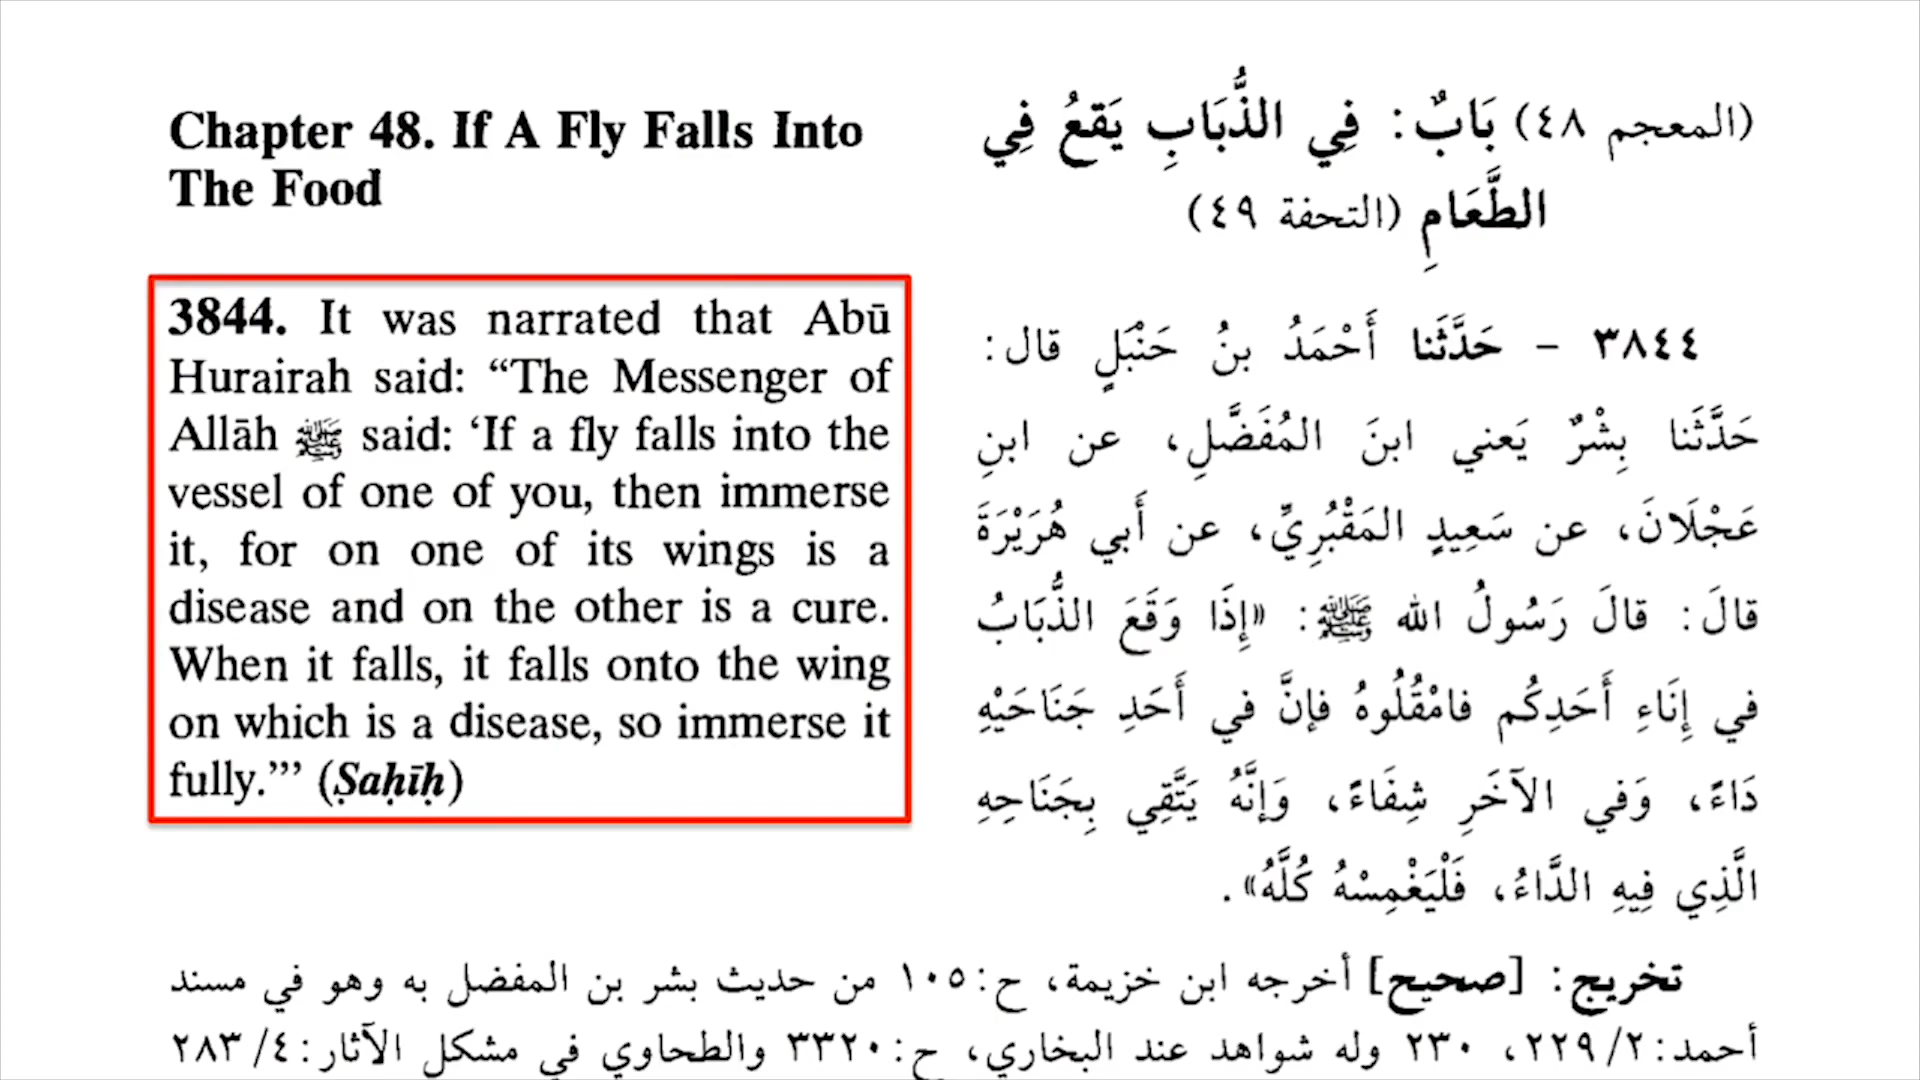 Chapter 48. If A Fly Falls Into
The Food
3844. It was narrated that Abū
Hurairah said: “The Messenger of
Allāh ﷺ said: ‘If a fly falls into the
vessel of one of you, then immerse
it, for on one of its wings is a
disease and on the other is a cure.
When it falls, it falls onto the wing
on which is a disease, so immerse it
fully.’” (Ṣaḥīḥ)
(المعجم ٤٨) بَابٌ: فِي الذُّبَابِ يَقَعُ فِي
الطَّعَامِ (التحفة ٤٩)
٣٨٤٤ - حَدَّثَنا أَحْمَدُ بنُ حَنْبَلٍ قال:
حَدَّثَنا بِشْرٌ يَعني ابنَ المُفَضَّلِ، عن ابنِ
عَجْلَانَ، عن سَعِيدٍ المَقْبُرِيِّ، عن أَبي هُرَيْرَةَ
قالَ: قالَ رَسُولُ الله ﷺ: «إِذَا وَقَعَ الذُّبَابُ
في إِنَاءِ أَحَدِكُم فامْقُلُوهُ فإنَّ في أَحَدِ جَنَاحَيْهِ
دَاءً، وَفي الآخَرِ شِفَاءً، وَإنَّهُ يَتَّقِي بِجَنَاحِهِ
الَّذِي فِيهِ الدَّاءُ، فَلْيَغْمِسْهُ كُلَّهُ».
تخريج: [صحيح] أخرجه ابن خزيمة، ح:١٠٥ من حديث بشر بن المفضل به وهو في مسند
أحمد:٢/ ٢٢٩، ٢٣٠ وله شواهد عند البخاري، ح:٣٣٢٠ والطحاوي في مشكل الآثار:٤/ ٢٨٣